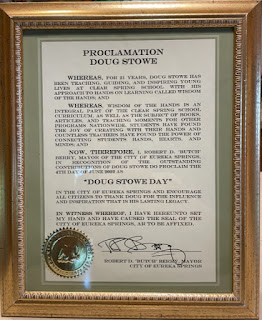 PROCLAMATION
DOUG STOWE
WHEREAS, FOR 21 YEARS, DOUG STOWE HAS
BEEN TEACHING, GUIDING, AND INSPIRING YOUNG
LIVES AT CLEAR SPRING SCHOOL WITH HIS
APPROACH TO HANDS ON LEARNING CALLED WISDOM
OF THE HANDS; AND
WHEREAS, WISDOM OF THE HANDS IS AN
INTEGRAL PART OF THE CLEAR SPRING SCHOOL
CURRICULUM, AS WELL AS THE SUBJECT OF BOOKS,
ARTICLES, AND TEACHING MOMENTS FOR OTHER
PROGRAMS NATIONWIDE. STUDENTS HAVE FOUND
THE JOY OF CREATING WITH THEIR HANDS AND
COUNTLESS TEACHERS HAVE FOUND THE POWER OF
CONNECTING STUDENTS HANDS, HEARTS, AND
MINDS; AND
NOW, THEREFORE, I, ROBERT D. "BUTCH"
BERRY, MAYOR OF THE CITY OF EUREKA SPRINGS,
IN RECOGNITION OF THE OUTSTANDING
CONTRIBUTIONS OF DOUG STOWE DO PROCLAIM THE
DAY OF JUNE AS
"DOUG STOWE DAY"
IN THE CITY OF EUREKA SPRINGS AND ENCOURAGE ALL
CITIZENS TO THANK DOUG FOR THE INFLUENCE
AND INSPIRATION THAT IS HIS LASTING LEGACY.
IN WITNESS WHEREOF, I HAVE HEREUNTO SET
MY HAND AND HAVE CAUSED THE SEAL OF THE
CITY OF EUREKA SPRINGS, AR TO BE AFFIXED.
ROBERT D. "BUTCH" BERRY, MAYOR
CITY OF EUREKA SPRINGS